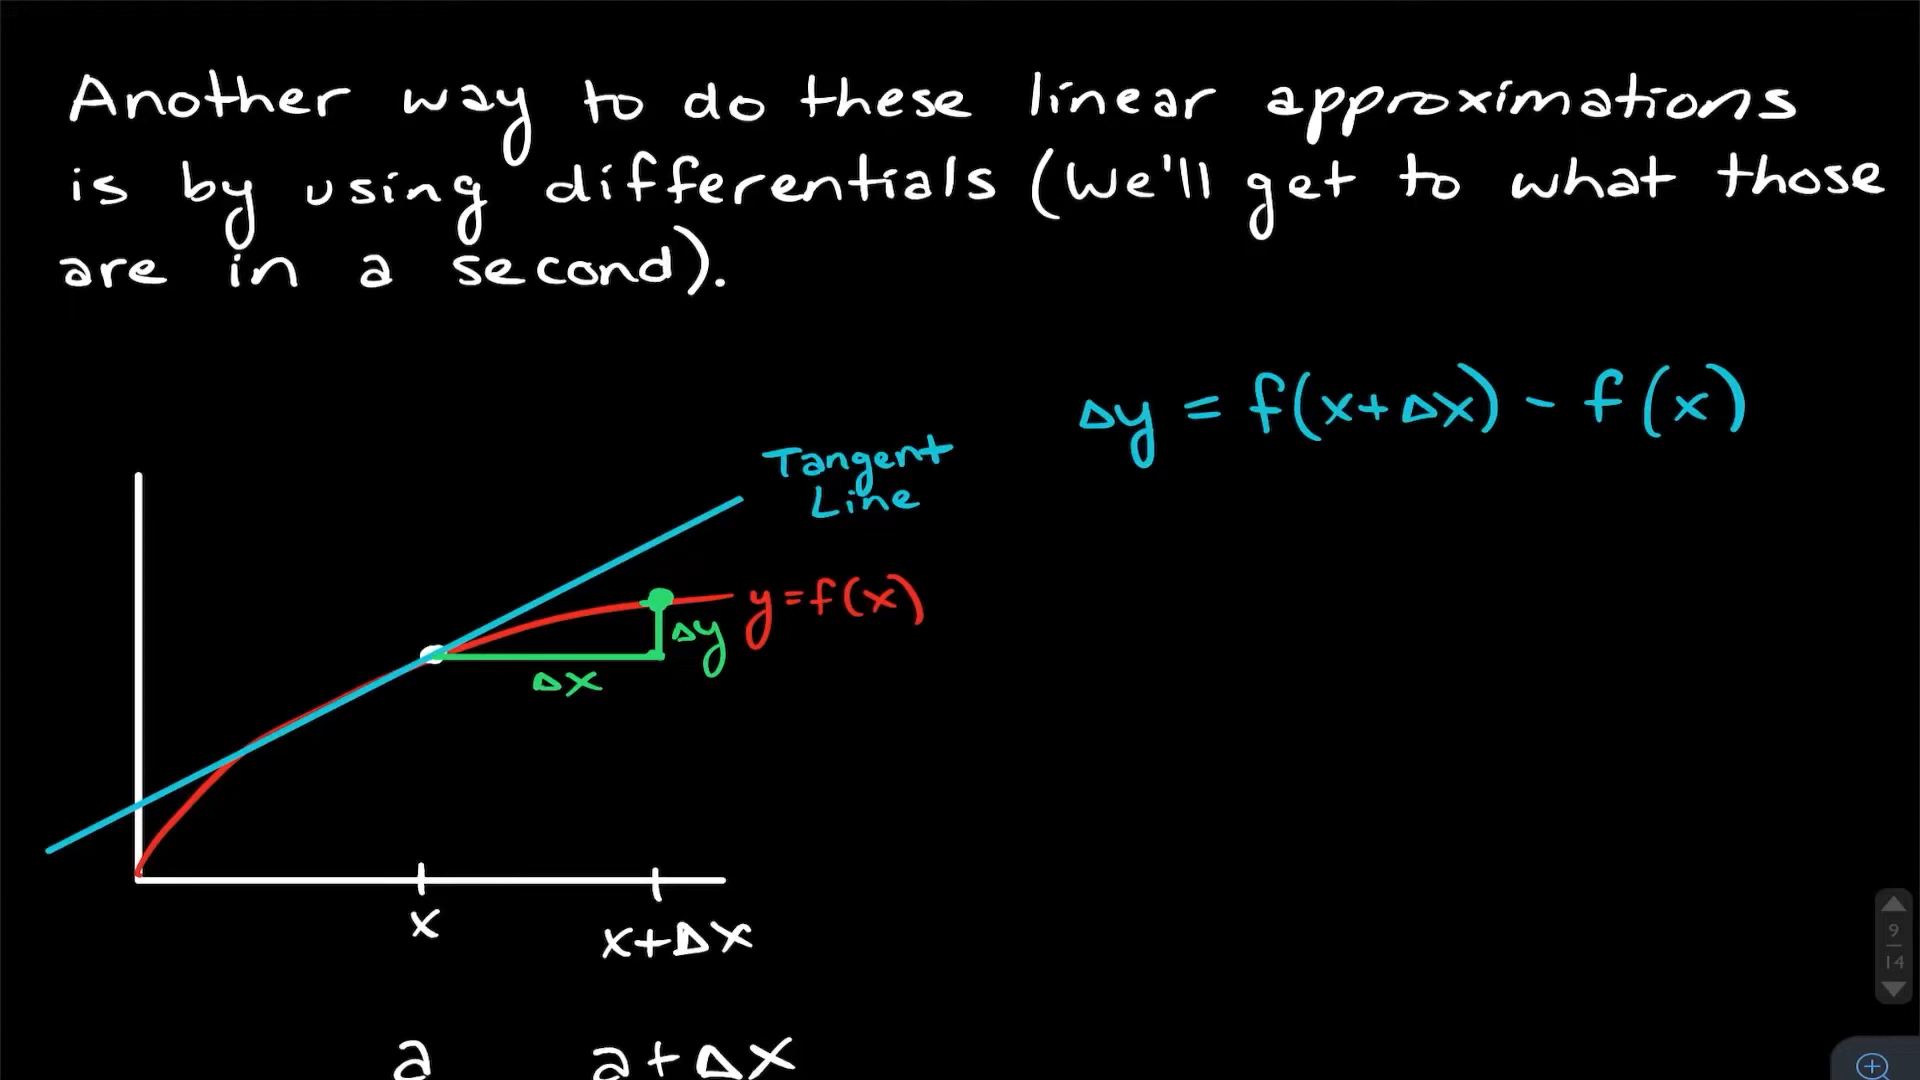 Another way to do these linear approximations
is by using differentials (We'll get to what those
are in a second).
Δy = f(x+Δx) - f(x)
Tangent
Line
y=f(x)
Δy
Δx
x
x+Δx
a
a+Δx
9
14